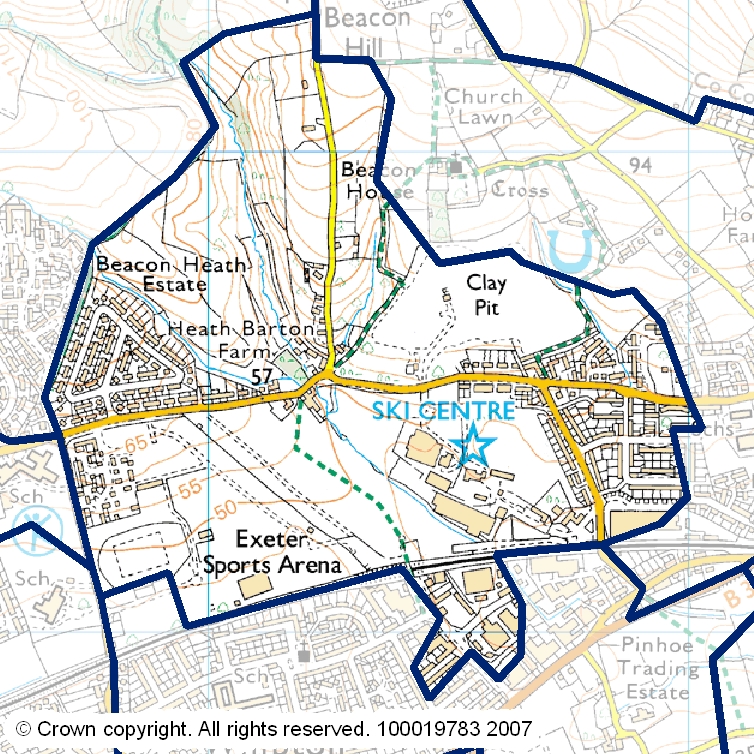 Beacon
Hill
100
Church
Lawn
Co
94
Beacon
House
Cross
Beacon Heath
Estate
Clay
Pit
Heath Barton
Farm
57
50
SKI CENTRE
65
55
50
Sch
Exeter
Sports Arena
Sch
Sch
Pinhoe
Trading
Estate
© Crown copyright. All rights reserved. 100019783 2007